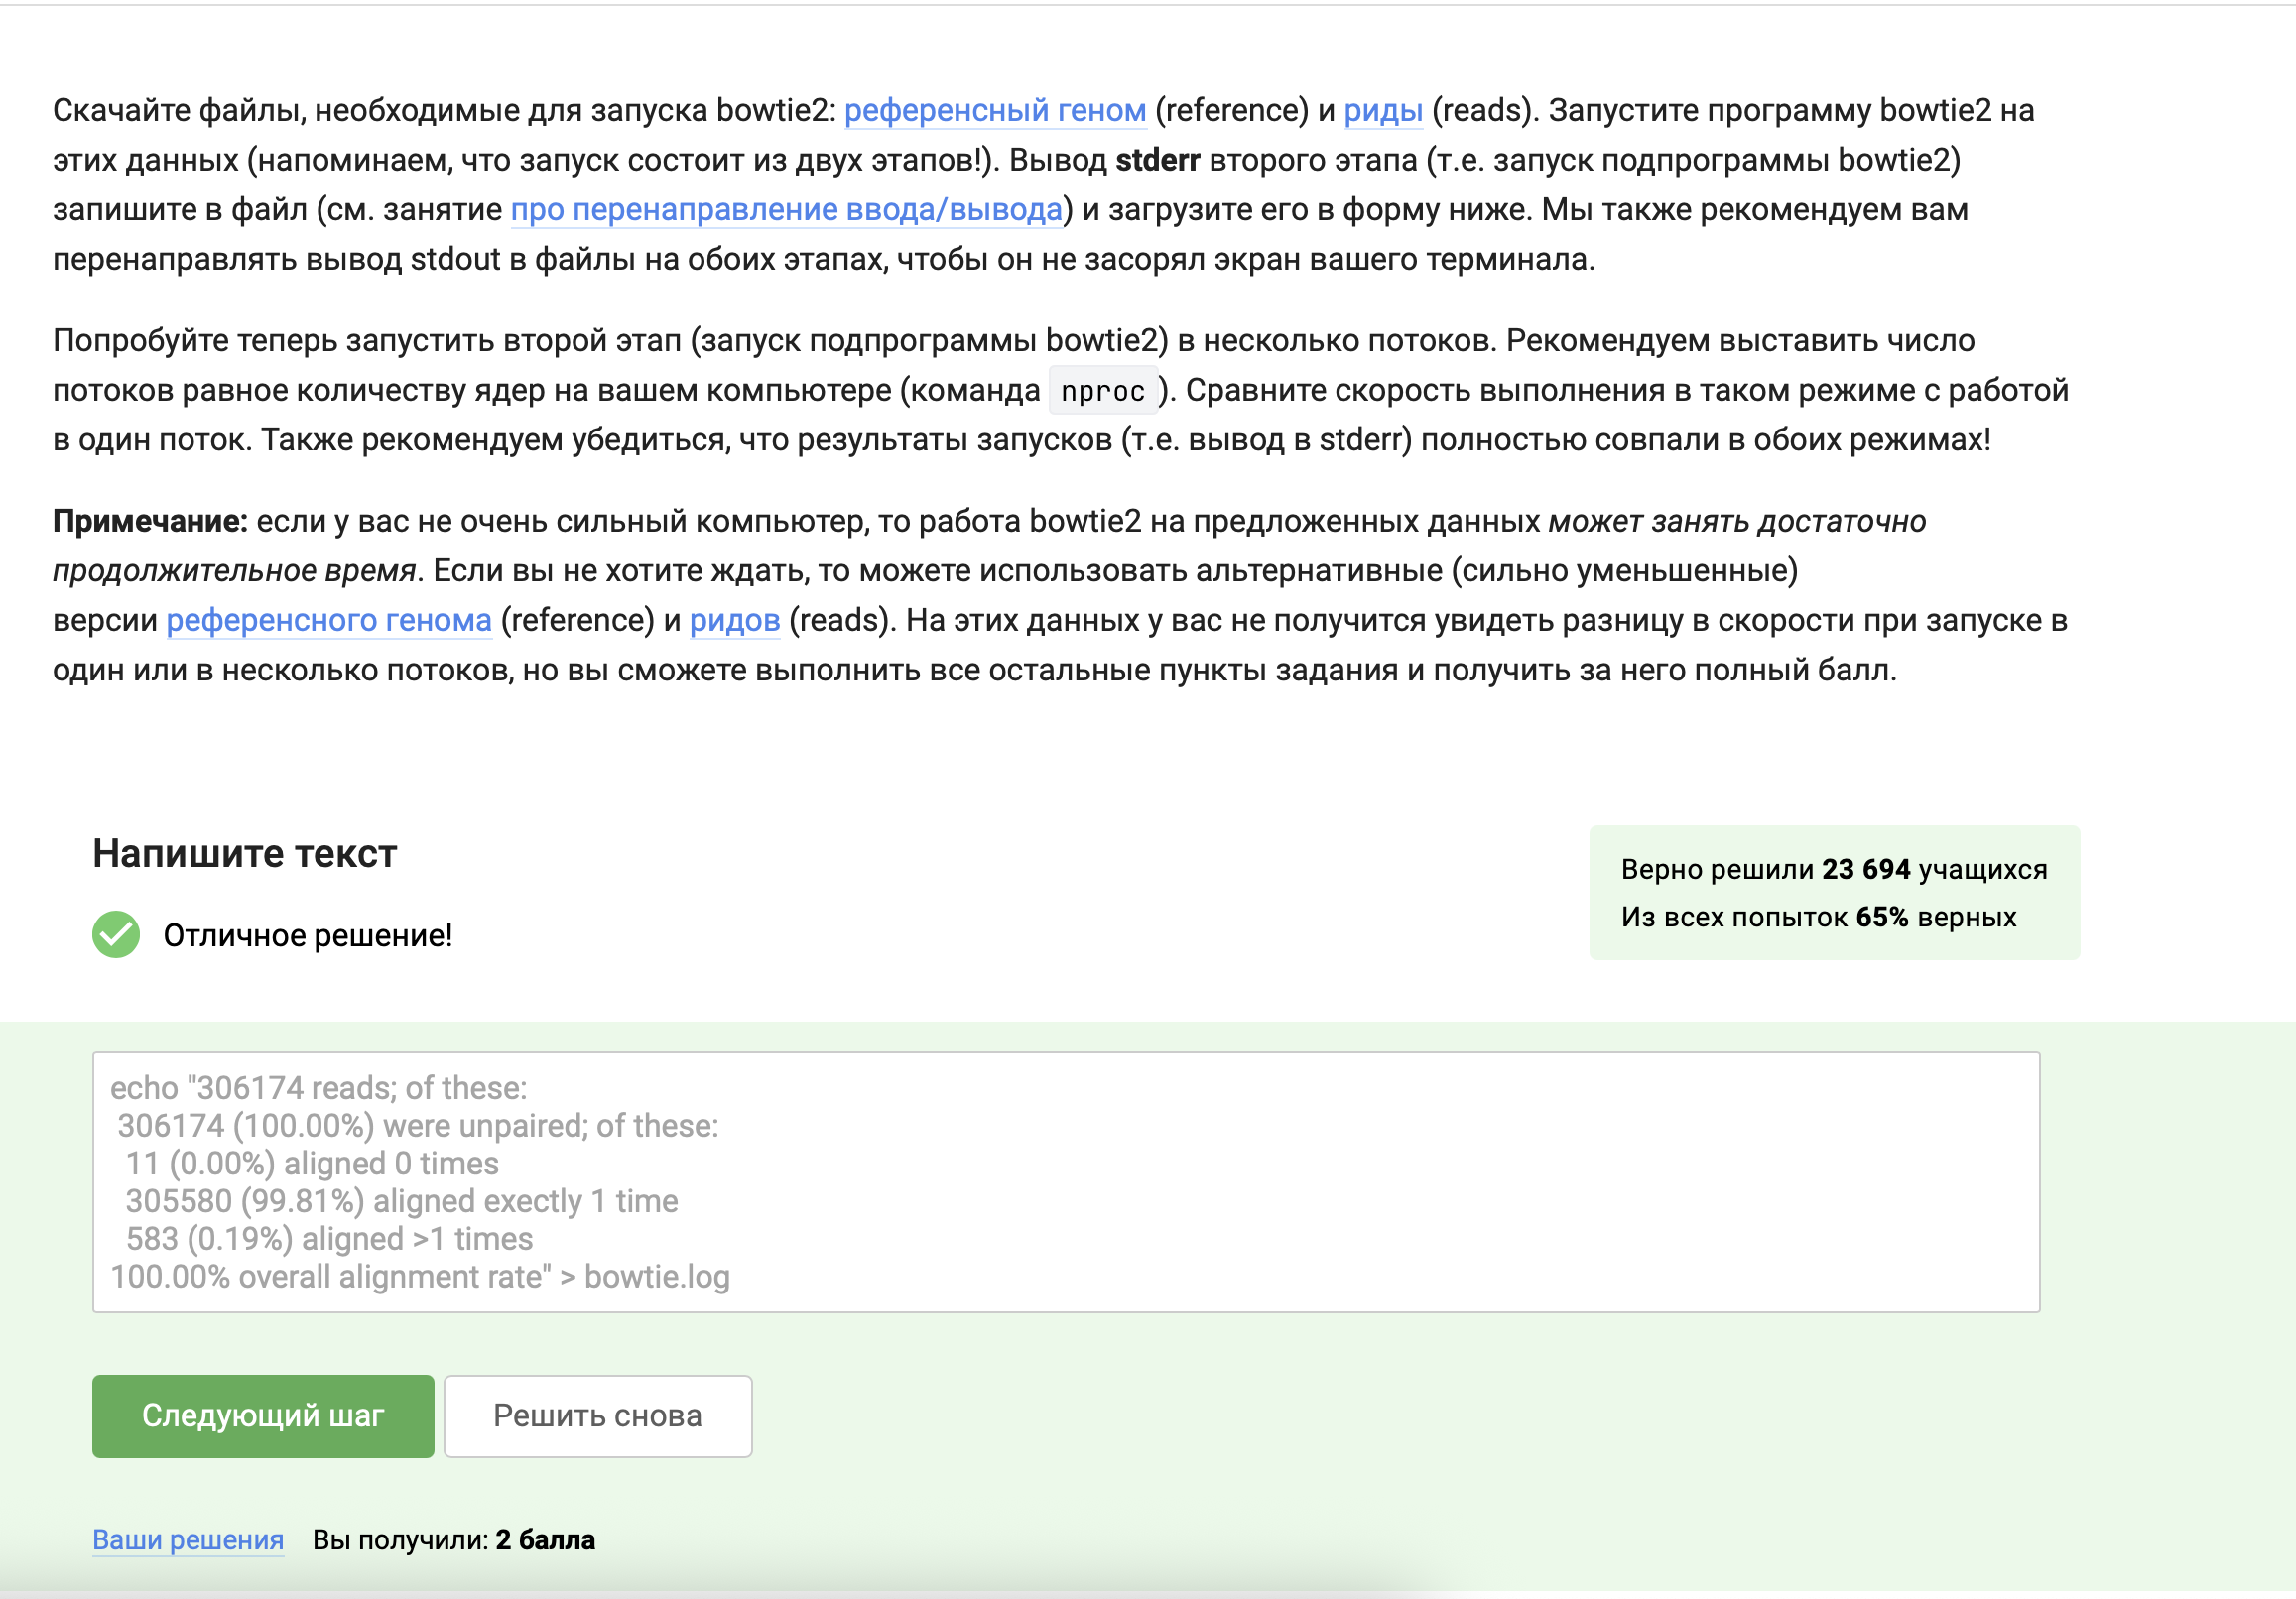 Скачайте файлы, необходимые для запуска bowtie2: референсный геном (reference) и риды (reads). Запустите программу bowtie2 на
этих данных (напоминаем, что запуск состоит из двух этапов!). Вывод stderr второго этапа (т.е. запуск подпрограммы bowtie2)
запишите в файл (см. занятие про перенаправление ввода/вывода) и загрузите его в форму ниже. Мы также рекомендуем вам
перенаправлять вывод stdout в файлы на обоих этапах, чтобы он не засорял экран вашего терминала.
Попробуйте теперь запустить второй этап (запуск подпрограммы bowtie2) в несколько потоков. Рекомендуем выставить число
потоков равное количеству ядер на вашем компьютере (команда nproc). Сравните скорость выполнения в таком режиме с работой
в один поток. Также рекомендуем убедиться, что результаты запусков (т.е. вывод в stderr) полностью совпали в обоих режимах!
Примечание: если у вас не очень сильный компьютер, то работа bowtie2 на предложенных данных может занять достаточно
продолжительное время. Если вы не хотите ждать, то можете использовать альтернативные (сильно уменьшенные)
версии референсного генома (reference) и ридов (reads). На этих данных у вас не получится увидеть разницу в скорости при запуске в
один или в несколько потоков, но вы сможете выполнить все остальные пункты задания и получить за него полный балл.
Напишите текст
Верно решили 23 694 учащихся
Из всех попыток 65% верных
Отличное решение!
echo "306174 reads; of these:
306174 (100.00%) were unpaired; of these:
11 (0.00%) aligned 0 times
305580 (99.81%) aligned exectly 1 time
583 (0.19%) aligned >1 times
100.00% overall alignment rate" > bowtie.log
Следующий шаг
Решить снова
Ваши решения Вы получили: 2 балла